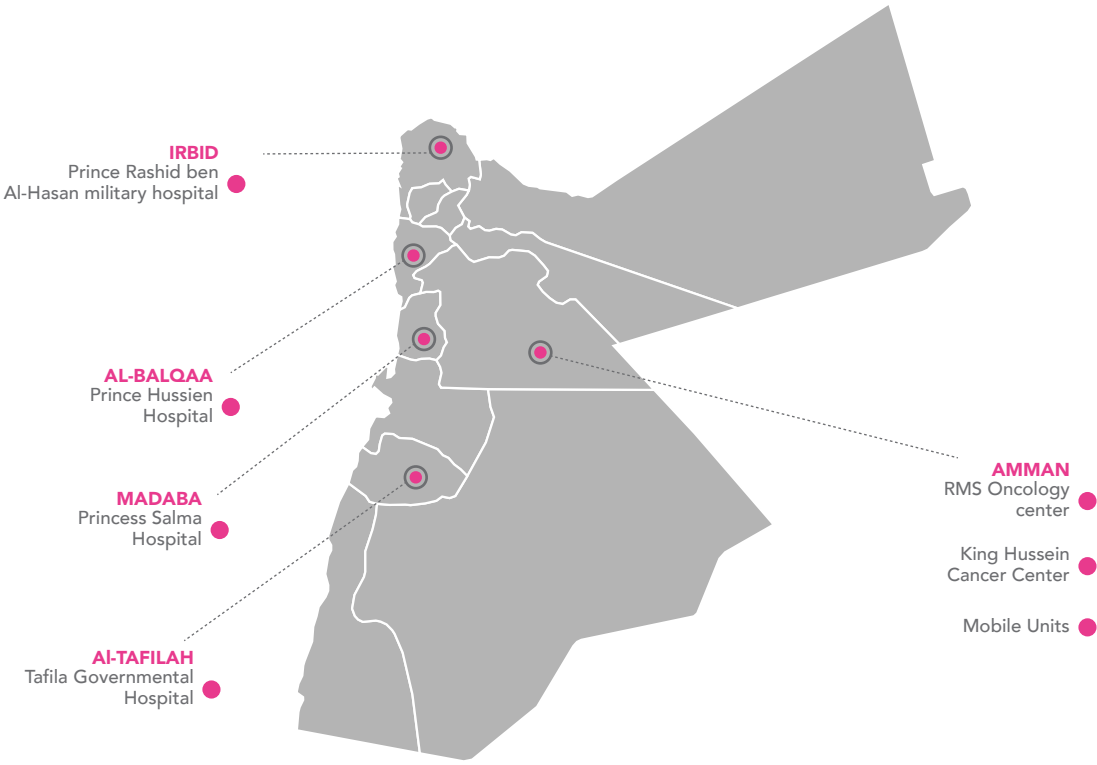 IRBID
Prince Rashid ben
Al-Hasan military hospital
AL-BALQAA
Prince Hussien
Hospital
MADABA
Princess Salma
Hospital
Al-TAFILAH
Tafila Governmental
Hospital
AMMAN
RMS Oncology
center
King Hussein
Cancer Center
Mobile Units